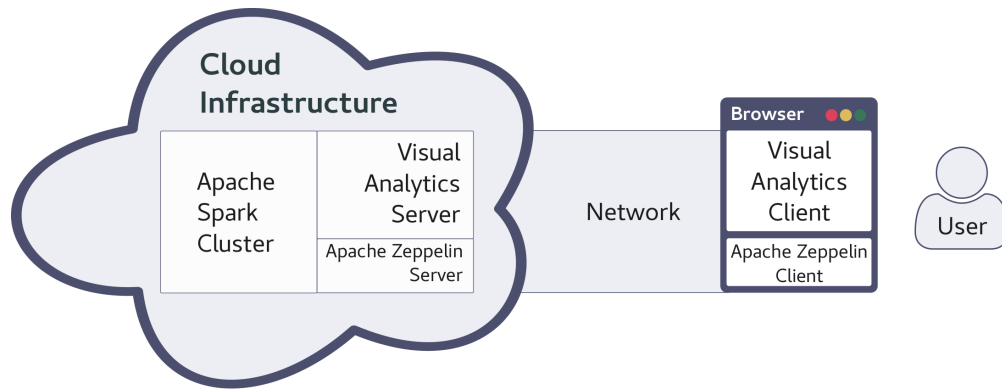 Cloud
Infrastructure
Apache
Spark
Cluster
Visual
Analytics
Server
Apache Zeppelin
Server
Network
Browser
Visual
Analytics
Client
Apache Zeppelin
Client
User